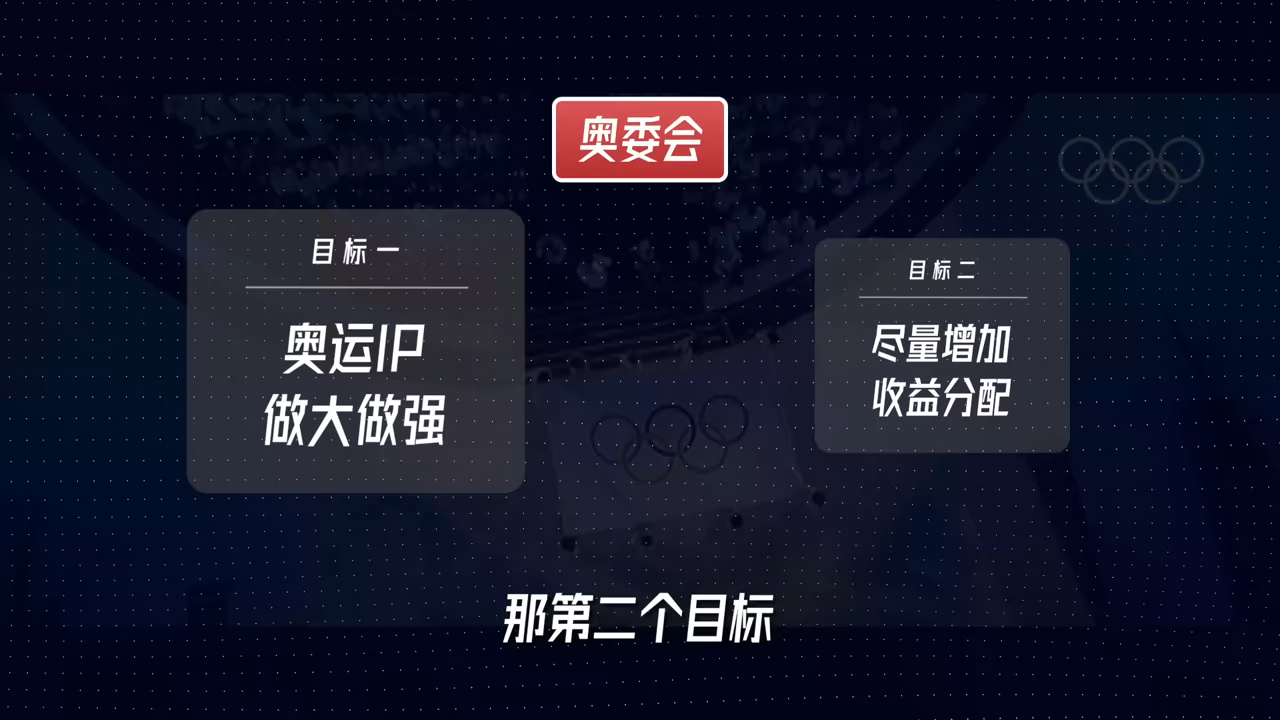 奥委会
目标一
奥运IP
做大做强
目标二
尽量增加
收益分配
那第二个目标